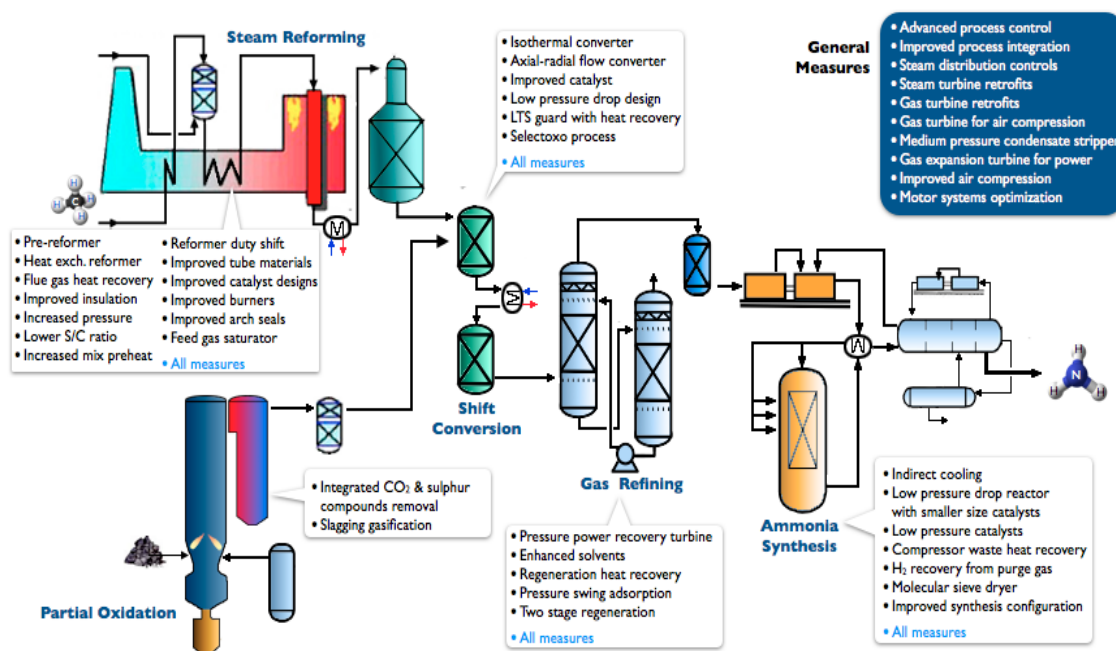 Steam Reforming
• Isothermal converter
• Axial-radial flow converter
• Improved catalyst
• Low pressure drop design
• LTS guard with heat recovery
• Selectoxo process
• All measures
General
Measures
• Advanced process control
• Improved process integration
• Steam distribution controls
• Steam turbine retrofits
• Gas turbine retrofits
• Gas turbine for air compression
• Medium pressure condensate stripper
• Gas expansion turbine for power
• Improved air compression
• Motor systems optimization
H
H
C
H
H
• Pre-reformer
• Heat exch. reformer
• Flue gas heat recovery
• Improved insulation
• Increased pressure
• Lower S/C ratio
• Increased mix preheat
• Reformer duty shift
• Improved tube materials
• Improved catalyst designs
• Improved burners
• Improved arch seals
• Feed gas saturator
• All measures
Shift
Conversion
H
N
H
H
Gas Refining
Ammonia
Synthesis
• Integrated CO₂ & sulphur
compounds removal
• Slagging gasification
Partial Oxidation
• Pressure power recovery turbine
• Enhanced solvents
• Regeneration heat recovery
• Pressure swing adsorption
• Two stage regeneration
• All measures
• Indirect cooling
• Low pressure drop reactor
with smaller size catalysts
• Low pressure catalysts
• Compressor waste heat recovery
• H₂ recovery from purge gas
• Molecular sieve dryer
• Improved synthesis configuration
• All measures